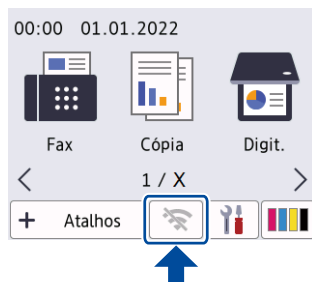 00:00 01.01.2022
Fax Cópia Digit.
< 1 / X >
+ Atalhos